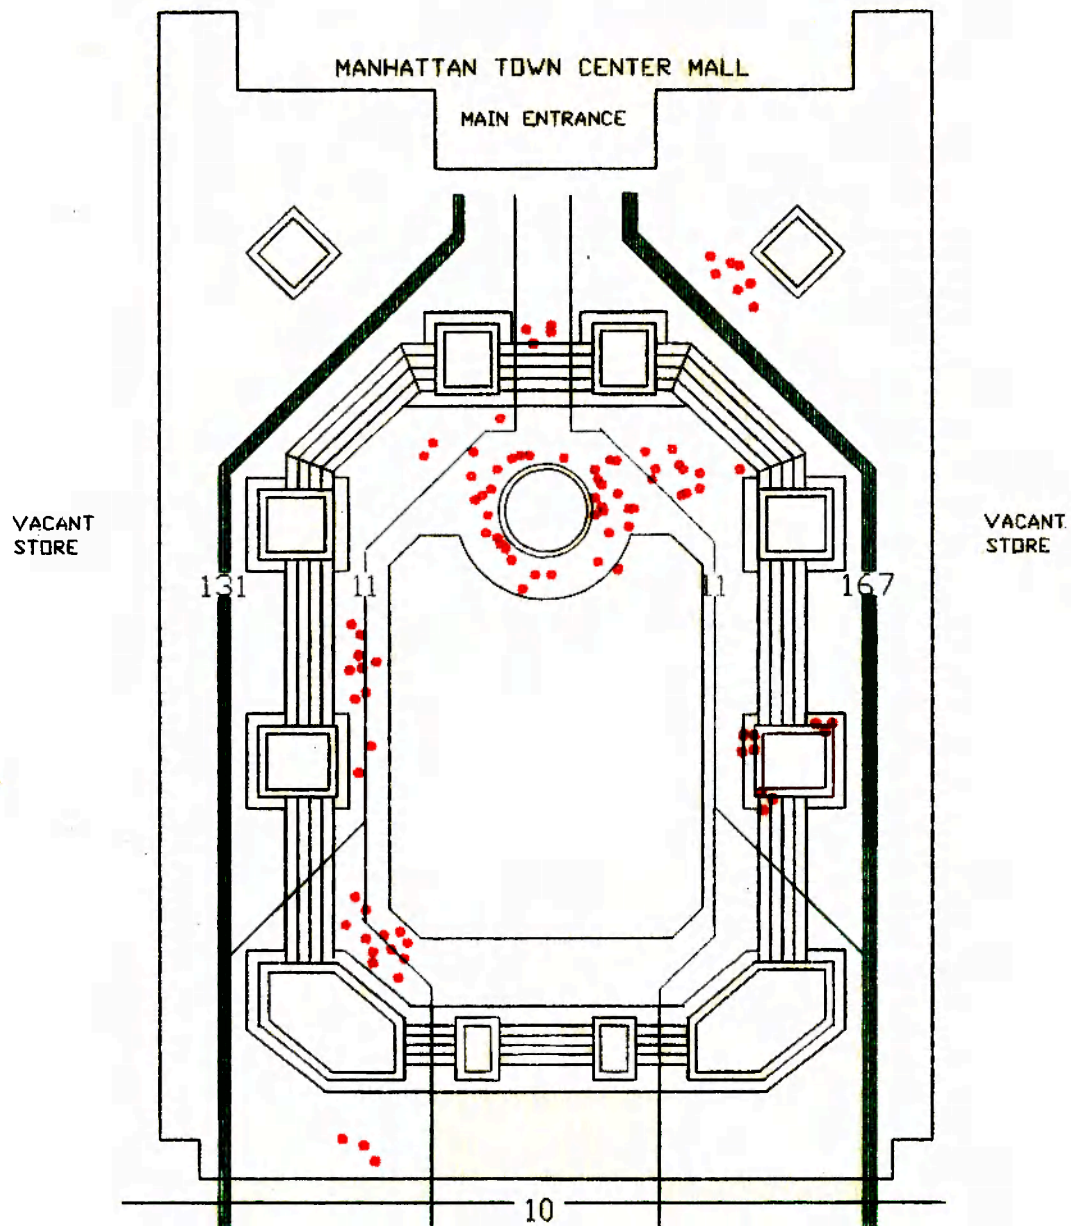 MANHATTAN TOWN CENTER MALL
MAIN ENTRANCE
VACANT
STORE
VACANT
STORE
131
11
11
167
10